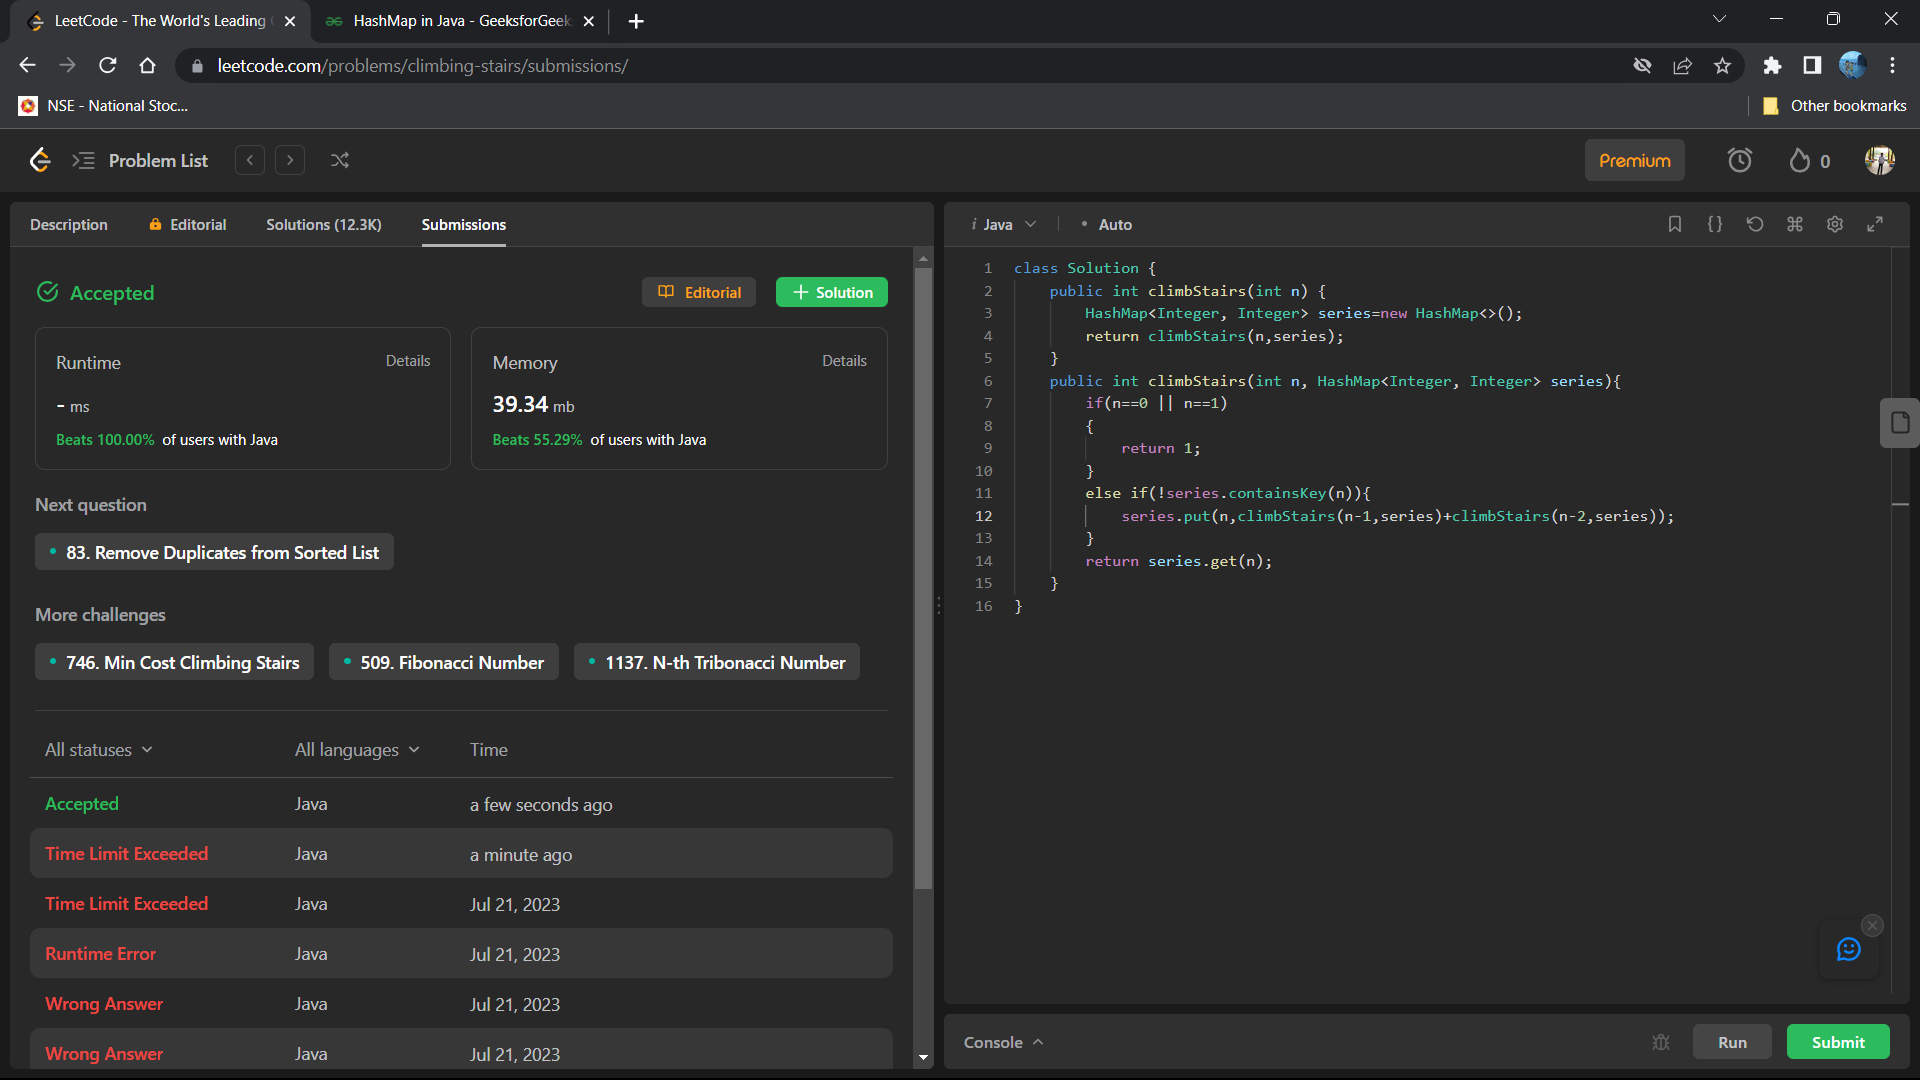 LeetCode - The World's Leading
HashMap in Java - GeeksforGeek
leetcode.com/problems/climbing-stairs/submissions/
NSE - National Stoc...
Other bookmarks
Problem List
Premium
0
Description
Editorial
Solutions (12.3K)
Submissions
Accepted
Editorial
Solution
Runtime
Details
- ms
Beats 100.00% of users with Java
Memory
Details
39.34 mb
Beats 55.29% of users with Java
Next question
83. Remove Duplicates from Sorted List
More challenges
746. Min Cost Climbing Stairs
509. Fibonacci Number
1137. N-th Tribonacci Number
All statuses
All languages
Time
Accepted Java a few seconds ago
Time Limit Exceeded Java a minute ago
Time Limit Exceeded Java Jul 21, 2023
Runtime Error Java Jul 21, 2023
Wrong Answer Java Jul 21, 2023
Wrong Answer Java Jul 21, 2023
i Java
• Auto
{}
1 class Solution {
2 public int climbStairs(int n) {
3 HashMap<Integer, Integer> series=new HashMap<>();
4 return climbStairs(n,series);
5 }
6 public int climbStairs(int n, HashMap<Integer, Integer> series){
7 if(n==0 || n==1)
8 {
9 return 1;
10 }
11 else if(!series.containsKey(n)){
12 series.put(n,climbStairs(n-1,series)+climbStairs(n-2,series));
13 }
14 return series.get(n);
15 }
16 }
Console
Run
Submit